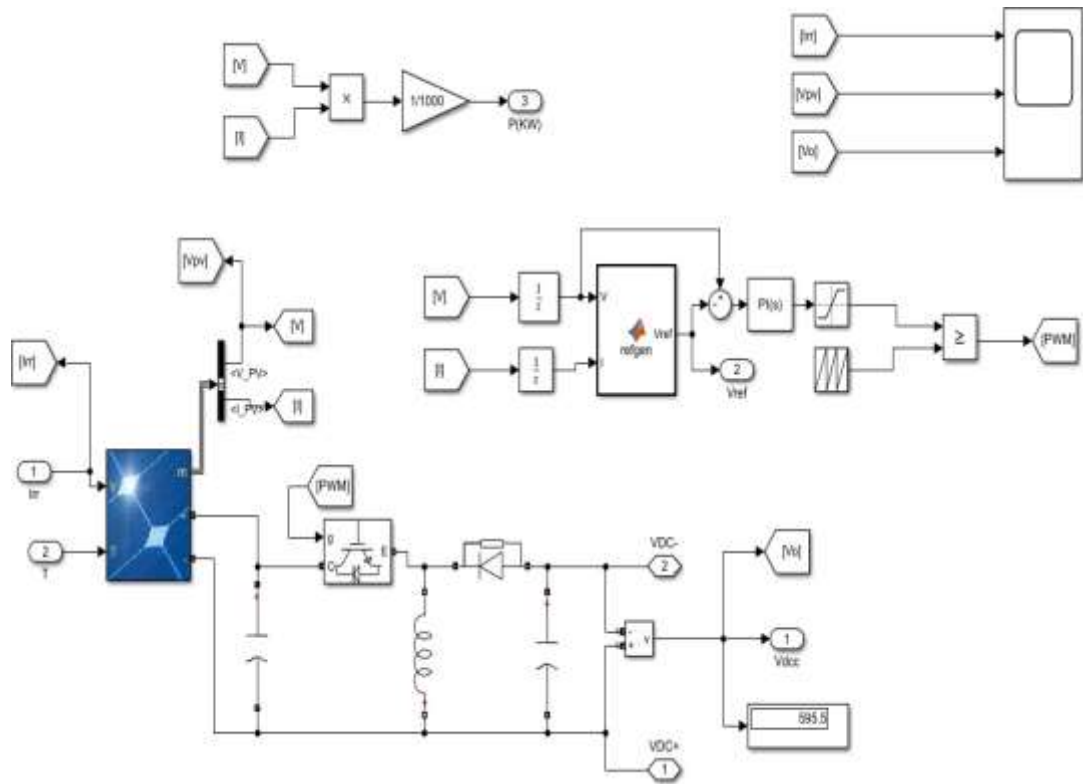 [V]
[I]
×
1/1000
3
P(KW)
[Irr]
[Vpv]
[Vo]
[Vpv]
[V]
[Irr]
<V_PV>
<I_PV>
[I]
[V]
[I]
1
z
1
z
V
I
refgen
Vref
2
Vref
PI(s)
≥
[PWM]
1
Irr
2
T
m
+
-
[PWM]
g
C
E
VDC-
2
-
+
v
[Vo]
1
Vdcc
595.5
VDC+
1